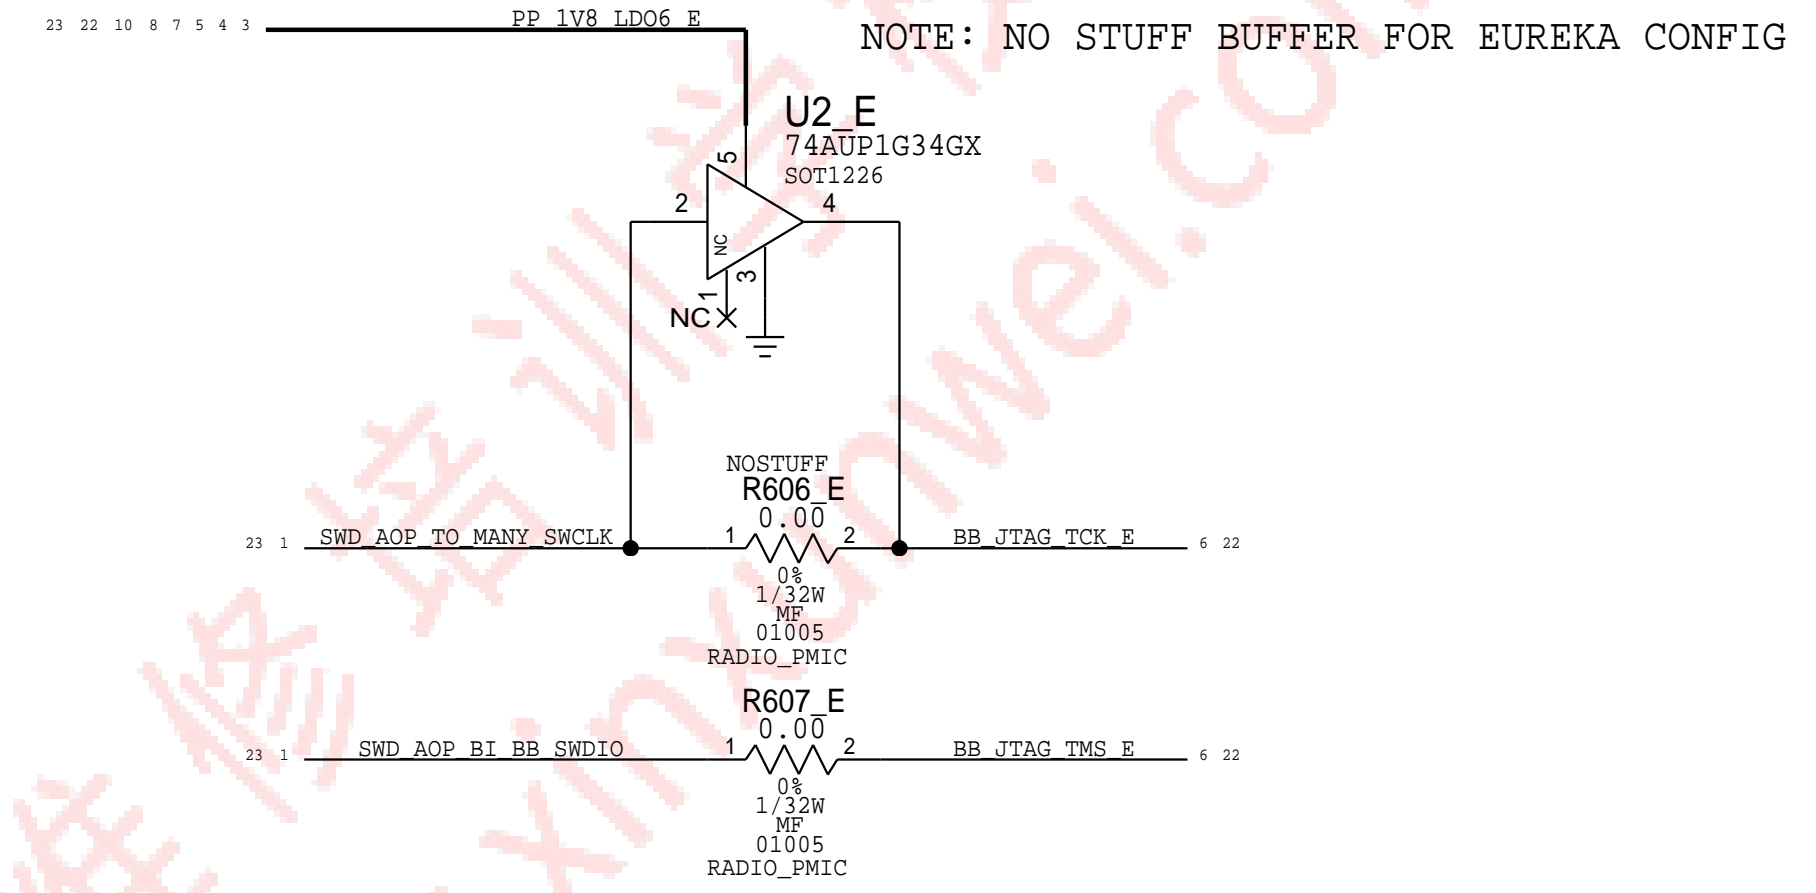 23 22 10 8 7 5 4 3
PP_1V8_LDO6_E
NOTE: NO STUFF BUFFER FOR EUREKA CONFIG
U2_E
74AUP1G34GX
SOT1226
5
2
4
NC
3
1
NC
NOSTUFF
R606_E
0.00
23 1
SWD_AOP_TO_MANY_SWCLK
1
2
BB_JTAG_TCK_E
6 22
0%
1/32W
MF
01005
RADIO_PMIC
R607_E
0.00
23 1
SWD_AOP_BI_BB_SWDIO
1
2
BB_JTAG_TMS_E
6 22
0%
1/32W
MF
01005
RADIO_PMIC